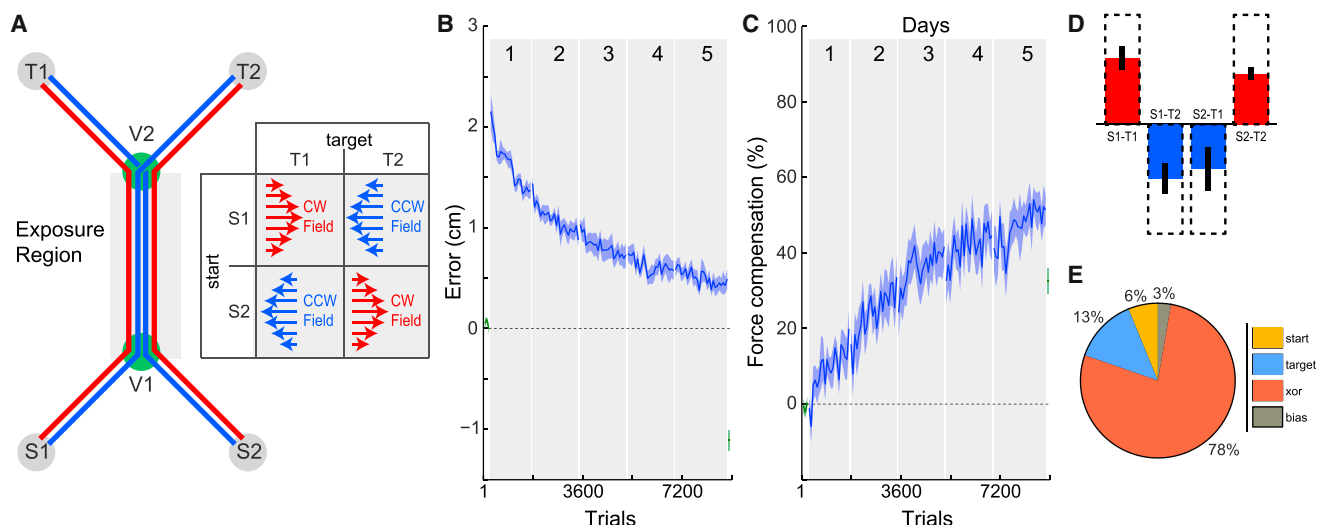 A
T1
T2
V2
Exposure
Region
V1
S1
S2
target
T1
T2
start
S1
CW
Field
CCW
Field
S2
CCW
Field
CW
Field
B
3
2
1
0
−1
Error (cm)
1 2 3 4 5
1 3600 7200
Trials
C
Days
100
80
60
40
20
0
Force compensation (%)
1 2 3 4 5
1 3600 7200
Trials
D
S1-T2 S2-T1
S1-T1 S2-T2
E
6% 3%
13%
78%
start
target
xor
bias